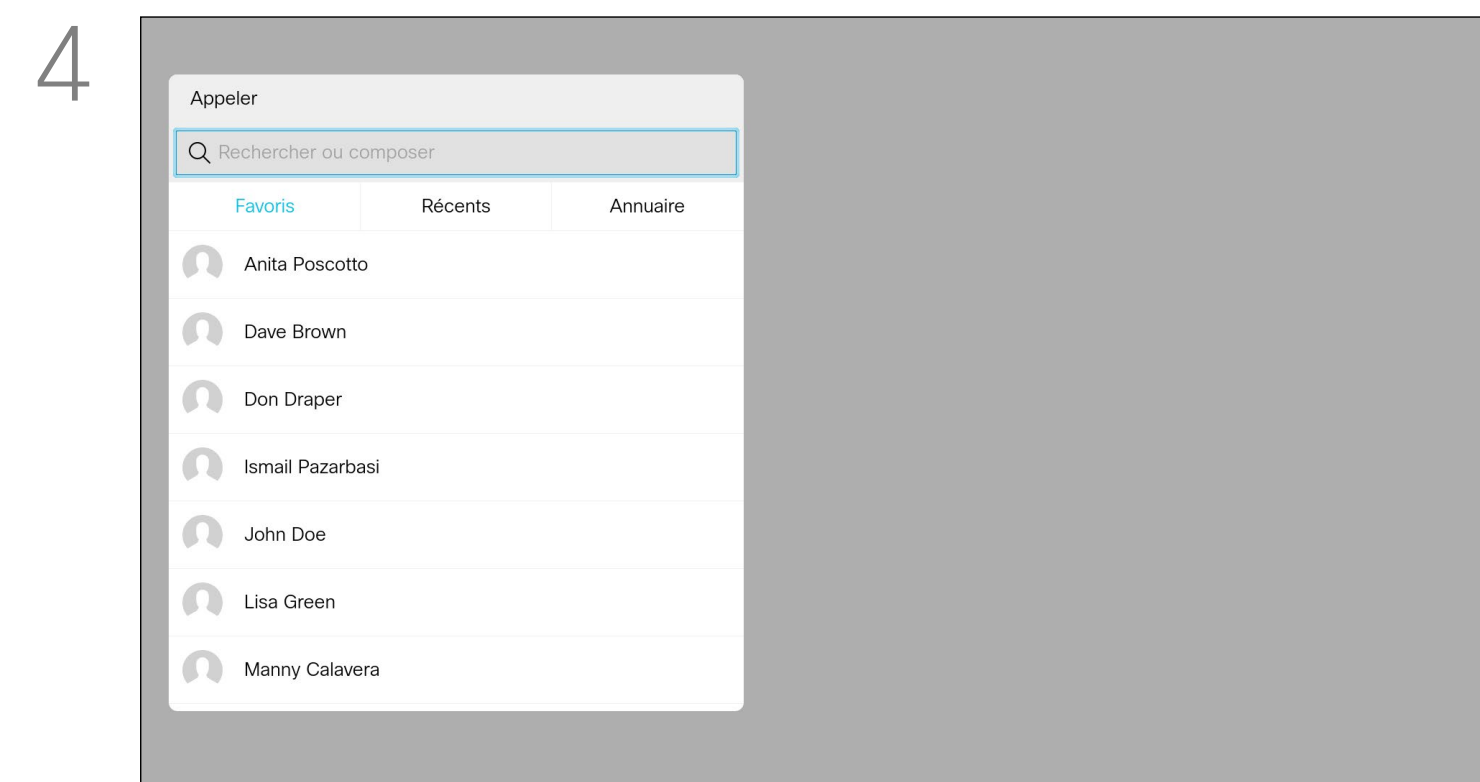 4
Appeler
Rechercher ou composer
Favoris Récents Annuaire
Anita Poscotto
Dave Brown
Don Draper
Ismail Pazarbasi
John Doe
Lisa Green
Manny Calavera